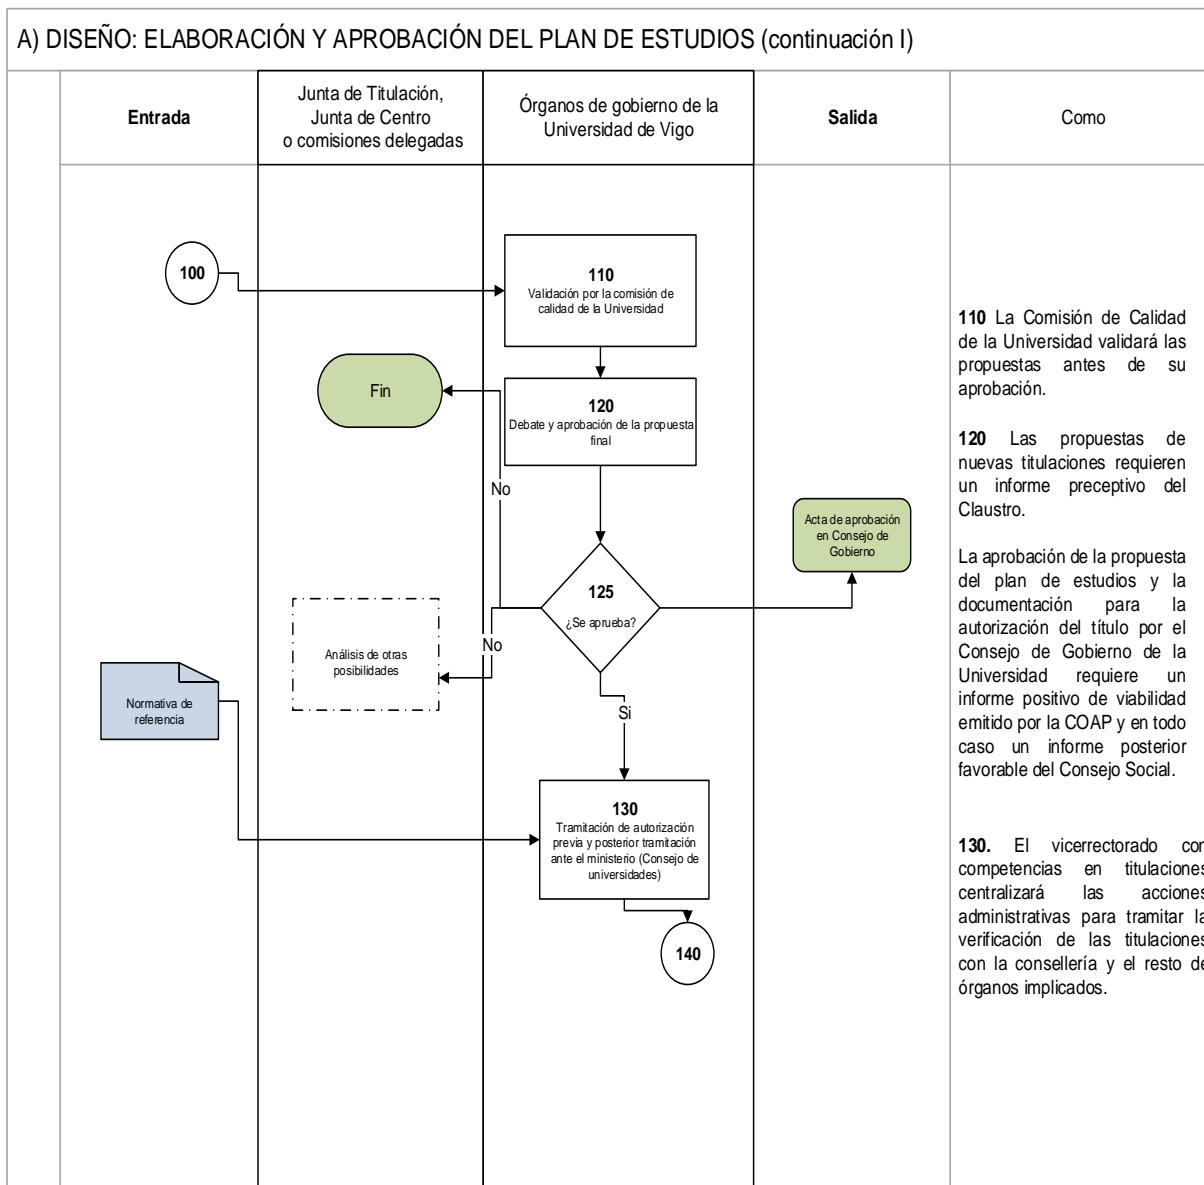 A) DISEÑO: ELABORACIÓN Y APROBACIÓN DEL PLAN DE ESTUDIOS (continuación I)
Entrada
Junta de Titulación,
Junta de Centro
o comisiones delegadas
Órganos de gobierno de la
Universidad de Vigo
Salida
Como
100
110
Validación por la comisión de
calidad de la Universidad
Fin
120
Debate y aprobación de la propuesta
final
No
Acta de aprobación
en Consejo de
Gobierno
125
¿Se aprueba?
No
Análisis de otras
posibilidades
Normativa de
referencia
Si
130
Tramitación de autorización
previa y posterior tramitación
ante el ministerio (Consejo de
universidades)
140
110 La Comisión de Calidad
de la Universidad validará las
propuestas antes de su
aprobación.
120 Las propuestas de
nuevas titulaciones requieren
un informe preceptivo del
Claustro.
La aprobación de la propuesta
del plan de estudios y la
documentación para la
autorización del título por el
Consejo de Gobierno de la
Universidad requiere un
informe positivo de viabilidad
emitido por la COAP y en todo
caso un informe posterior
favorable del Consejo Social.
130. El vicerrectorado con
competencias en titulaciones
centralizará las acciones
administrativas para tramitar la
verificación de las titulaciones
con la consellería y el resto de
órganos implicados.